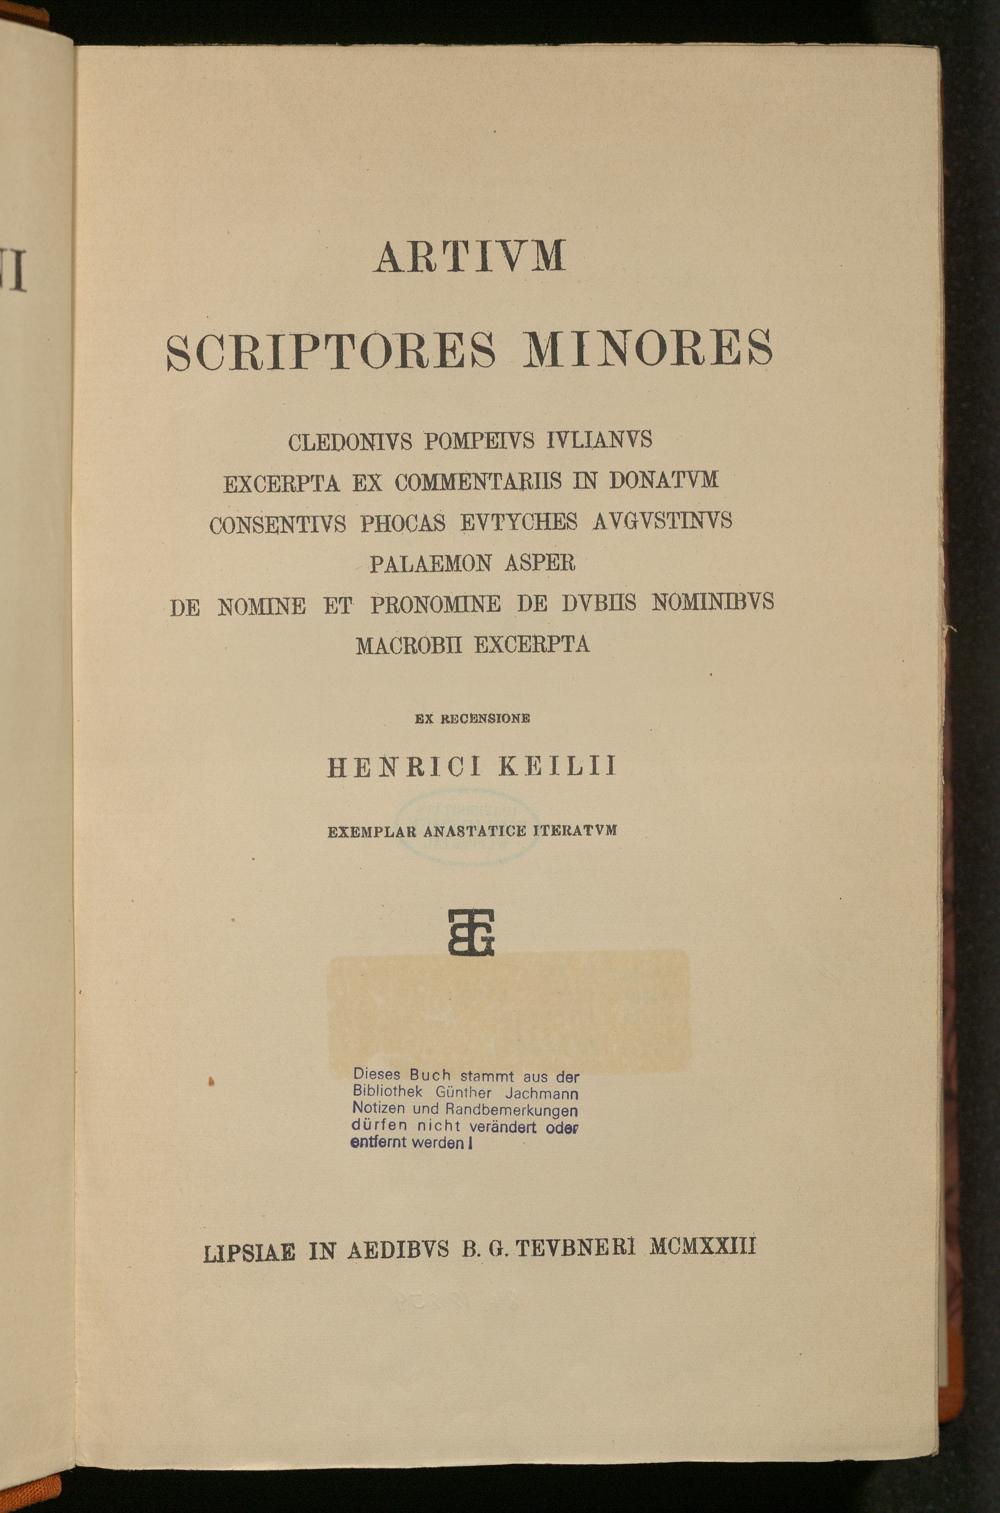 ARTIVM
SCRIPTORES MINORES
CLEDONIVS POMPEIVS IVLIANVS
EXCERPTA EX COMMENTARIIS IN DONATVM
CONSENTIVS PHOCAS EVTYCHES AVGVSTINVS
PALAEMON ASPER
DE NOMINE ET PRONOMINE DE DVBIIS NOMINIBVS
MACROBII EXCERPTA
EX RECENSIONE
HENRICI KEILII
EXEMPLAR ANASTATICE ITERATVM
Dieses Buch stammt aus der
Bibliothek Günther Jachmann
Notizen und Randbemerkungen
dürfen nicht verändert oder
entfernt werden!
LIPSIAE IN AEDIBVS B. G. TEVBNERI MCMXXIII